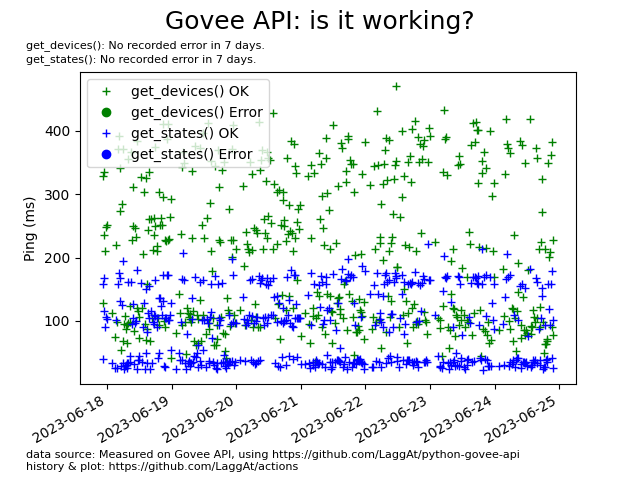 Govee API: is it working?
get_devices(): No recorded error in 7 days.
get_states(): No recorded error in 7 days.
get_devices() OK
get_devices() Error
get_states() OK
get_states() Error
400
300
200
100
Ping (ms)
2023-06-18
2023-06-19
2023-06-20
2023-06-21
2023-06-22
2023-06-23
2023-06-24
2023-06-25
data source: Measured on Govee API, using https://github.com/LaggAt/python-govee-api
history & plot: https://github.com/LaggAt/actions